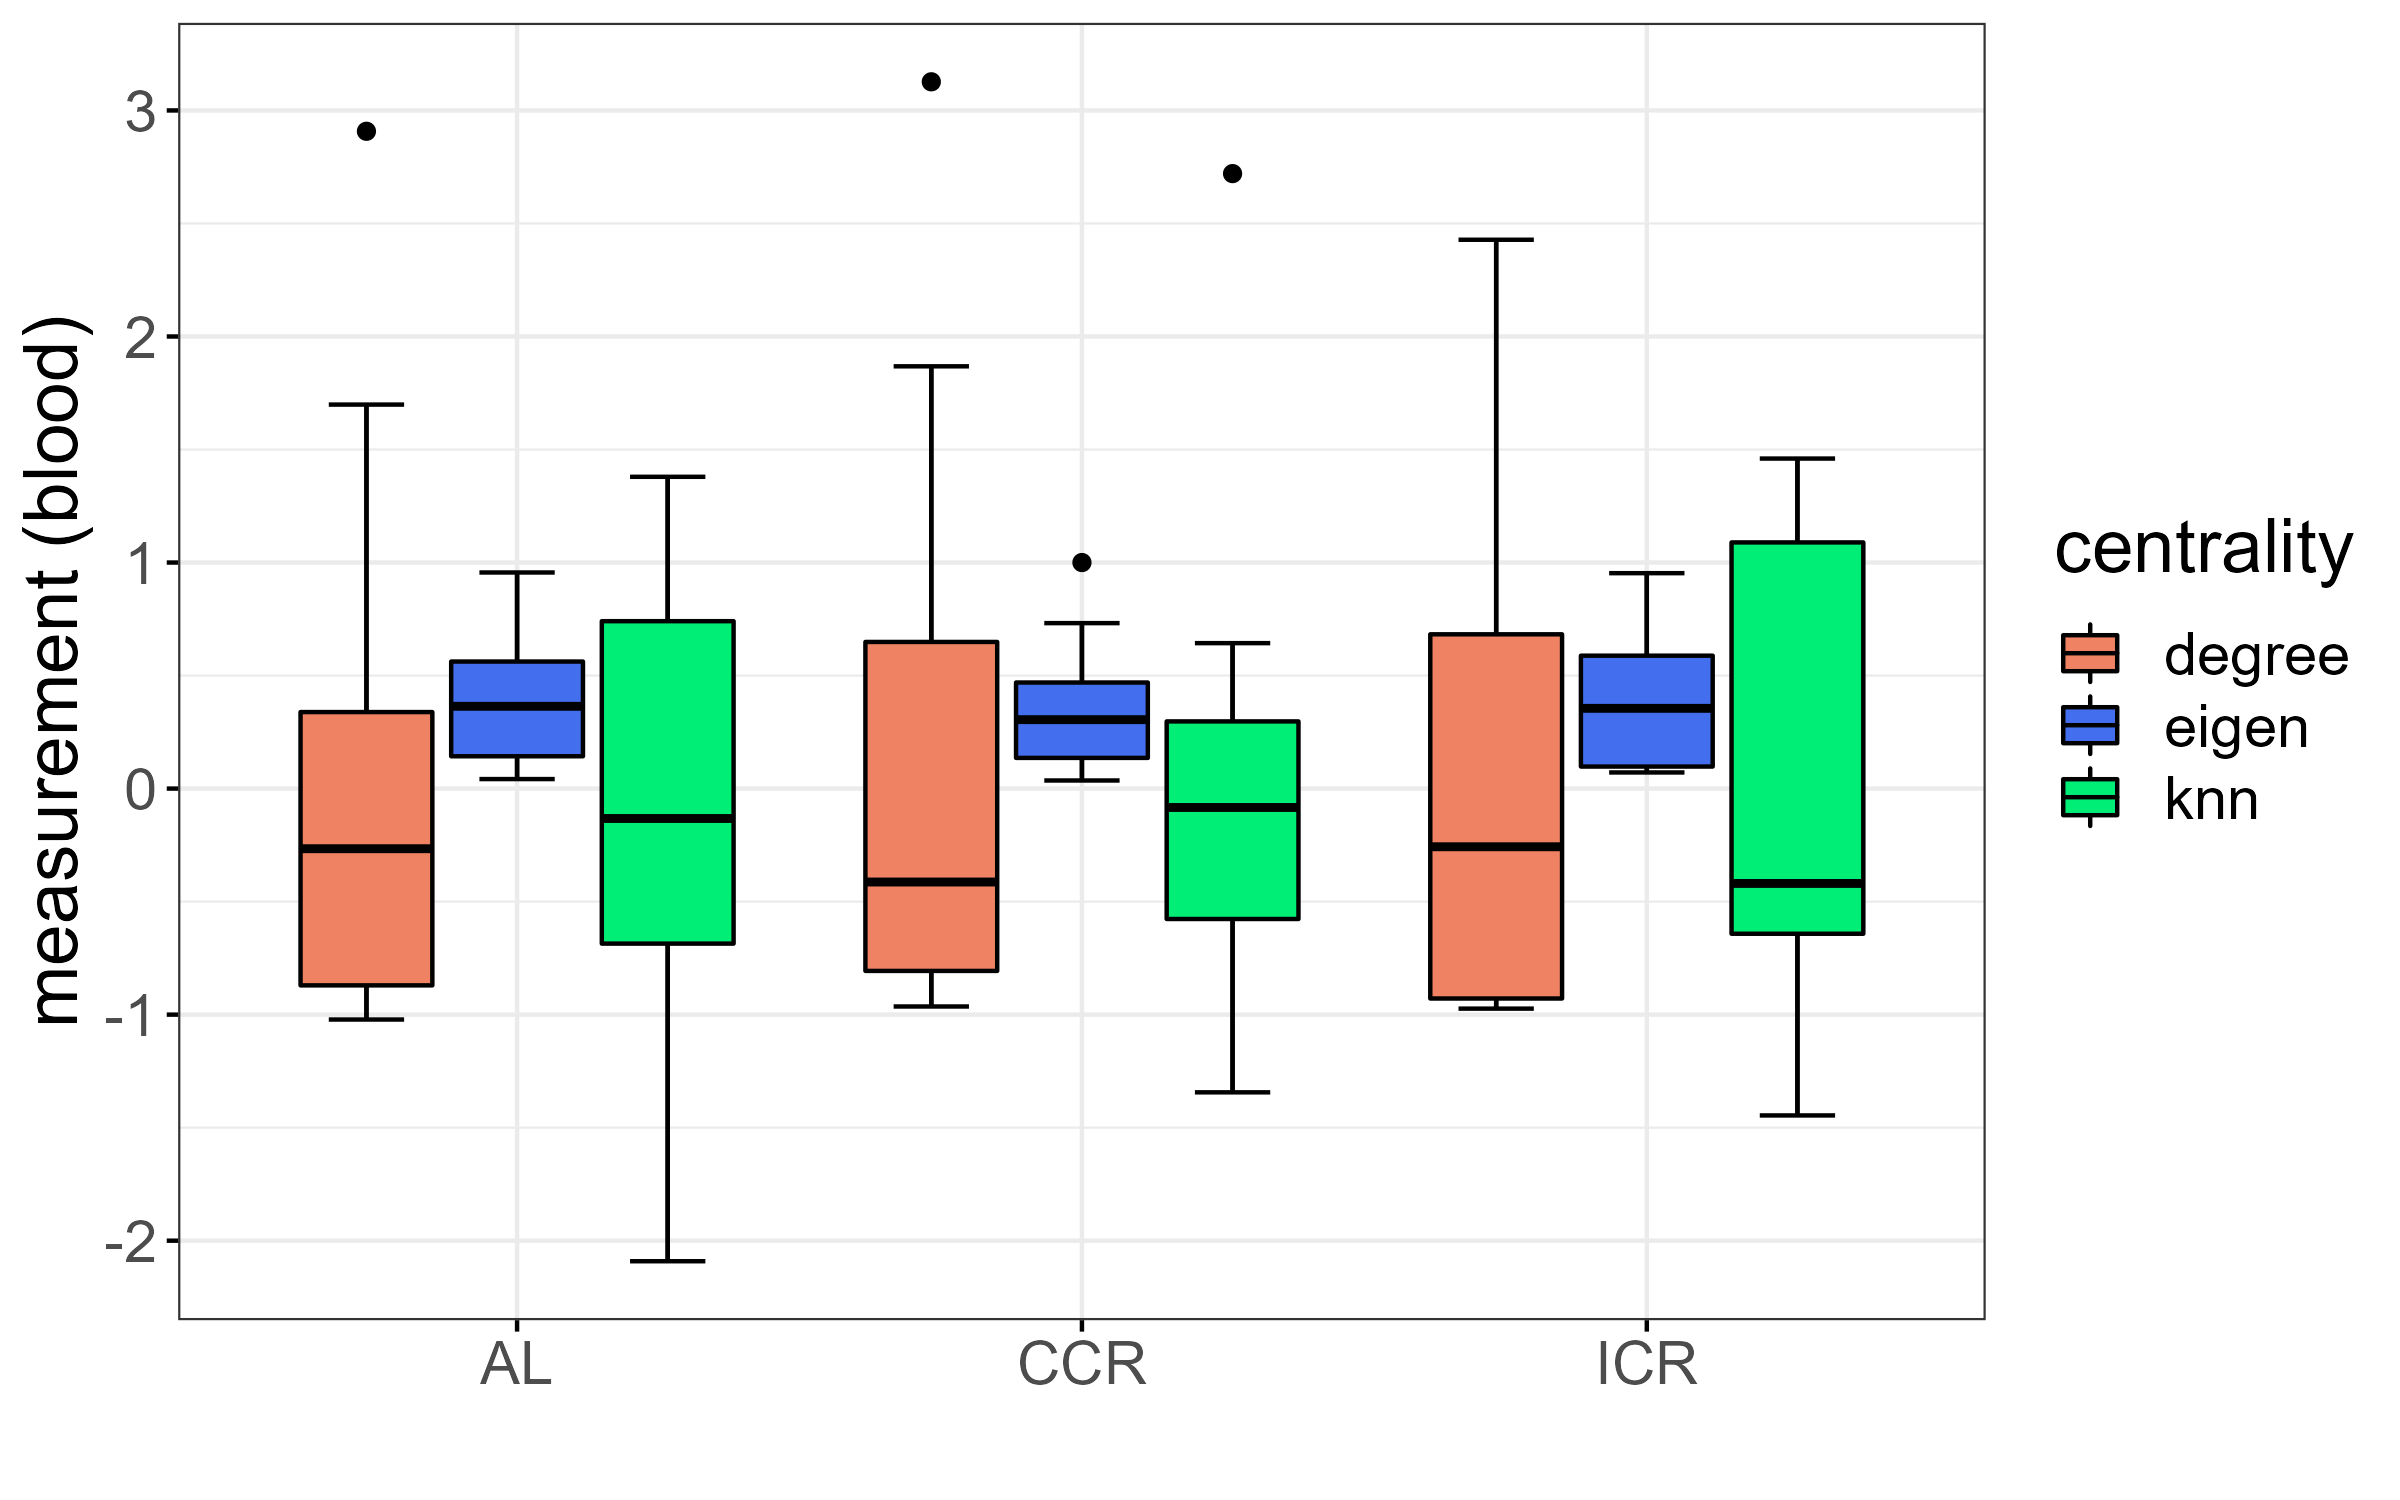 measurement (blood)
3
2
1
0
-1
-2
AL CCR ICR
centrality
degree
eigen
knn